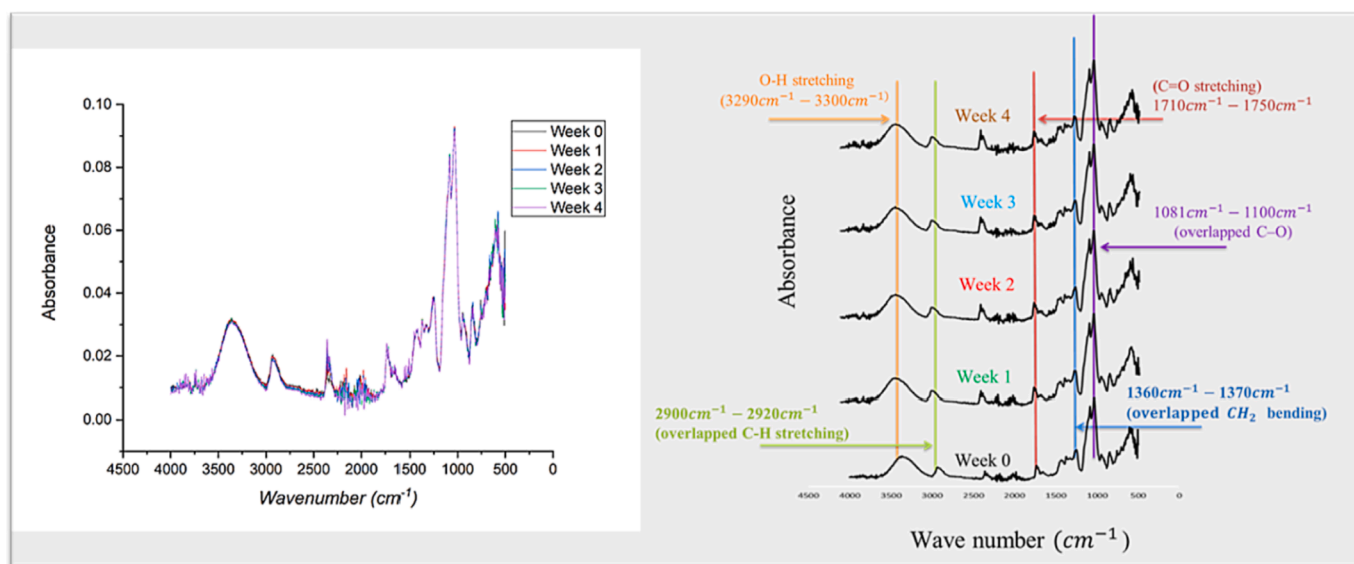 0.10
0.08
0.06
0.04
0.02
0.00
Absorbance
Week 0
Week 1
Week 2
Week 3
Week 4
4500 4000 3500 3000 2500 2000 1500 1000 500 0
Wavenumber (cm⁻¹)
O-H stretching
(3290cm⁻¹ − 3300cm⁻¹)
(C=O stretching)
1710cm⁻¹ − 1750cm⁻¹
Week 4
Week 3
1081cm⁻¹ − 1100cm⁻¹
(overlapped C–O)
Absorbance
Week 2
Week 1
1360cm⁻¹ − 1370cm⁻¹
(overlapped CH₂ bending)
2900cm⁻¹ − 2920cm⁻¹
(overlapped C-H stretching)
Week 0
4500 4000 3500 3000 2500 2000 1500 1000 500 0
Wave number (cm⁻¹)